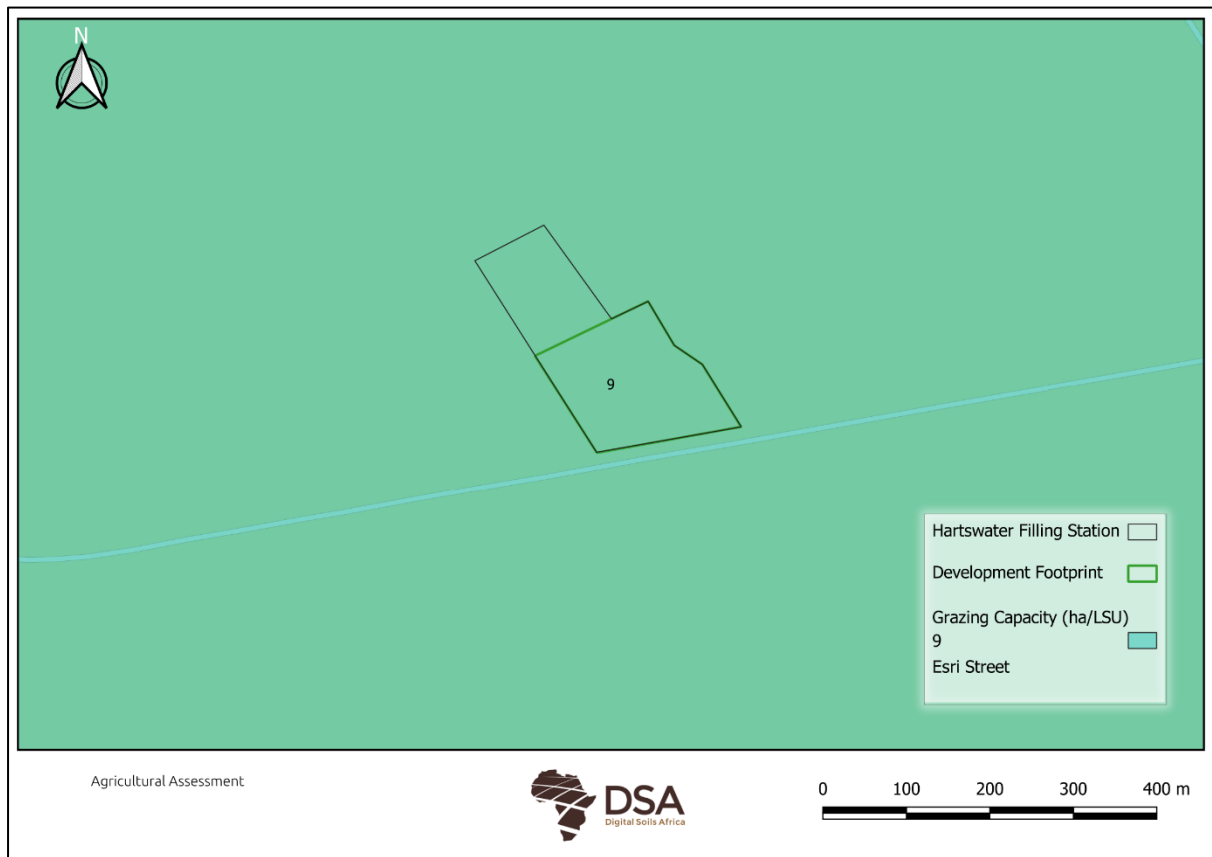 N
9
Hartswater Filling Station
Development Footprint
Grazing Capacity (ha/LSU)
9
Esri Street
Agricultural Assessment
DSA
Digital Soils Africa
0 100 200 300 400 m